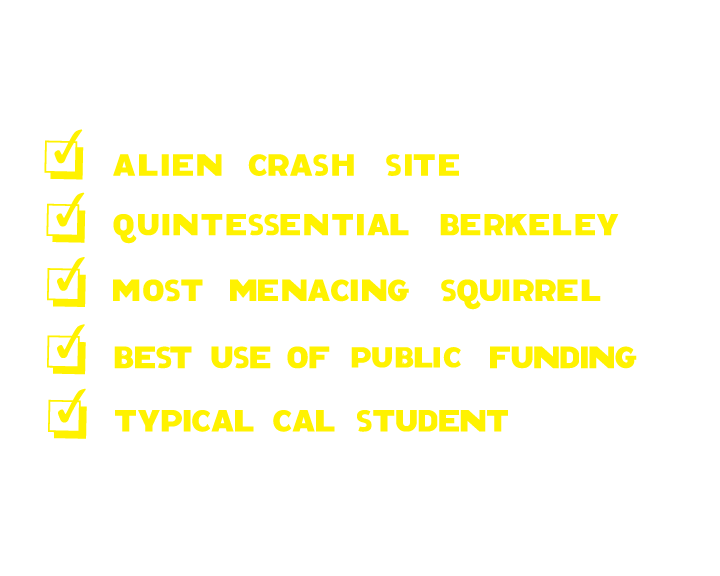 ALIEN CRASH SITE
QUINTESSENTIAL BERKELEY
MOST MENACING SQUIRREL
BEST USE OF PUBLIC FUNDING
TYPICAL CAL STUDENT